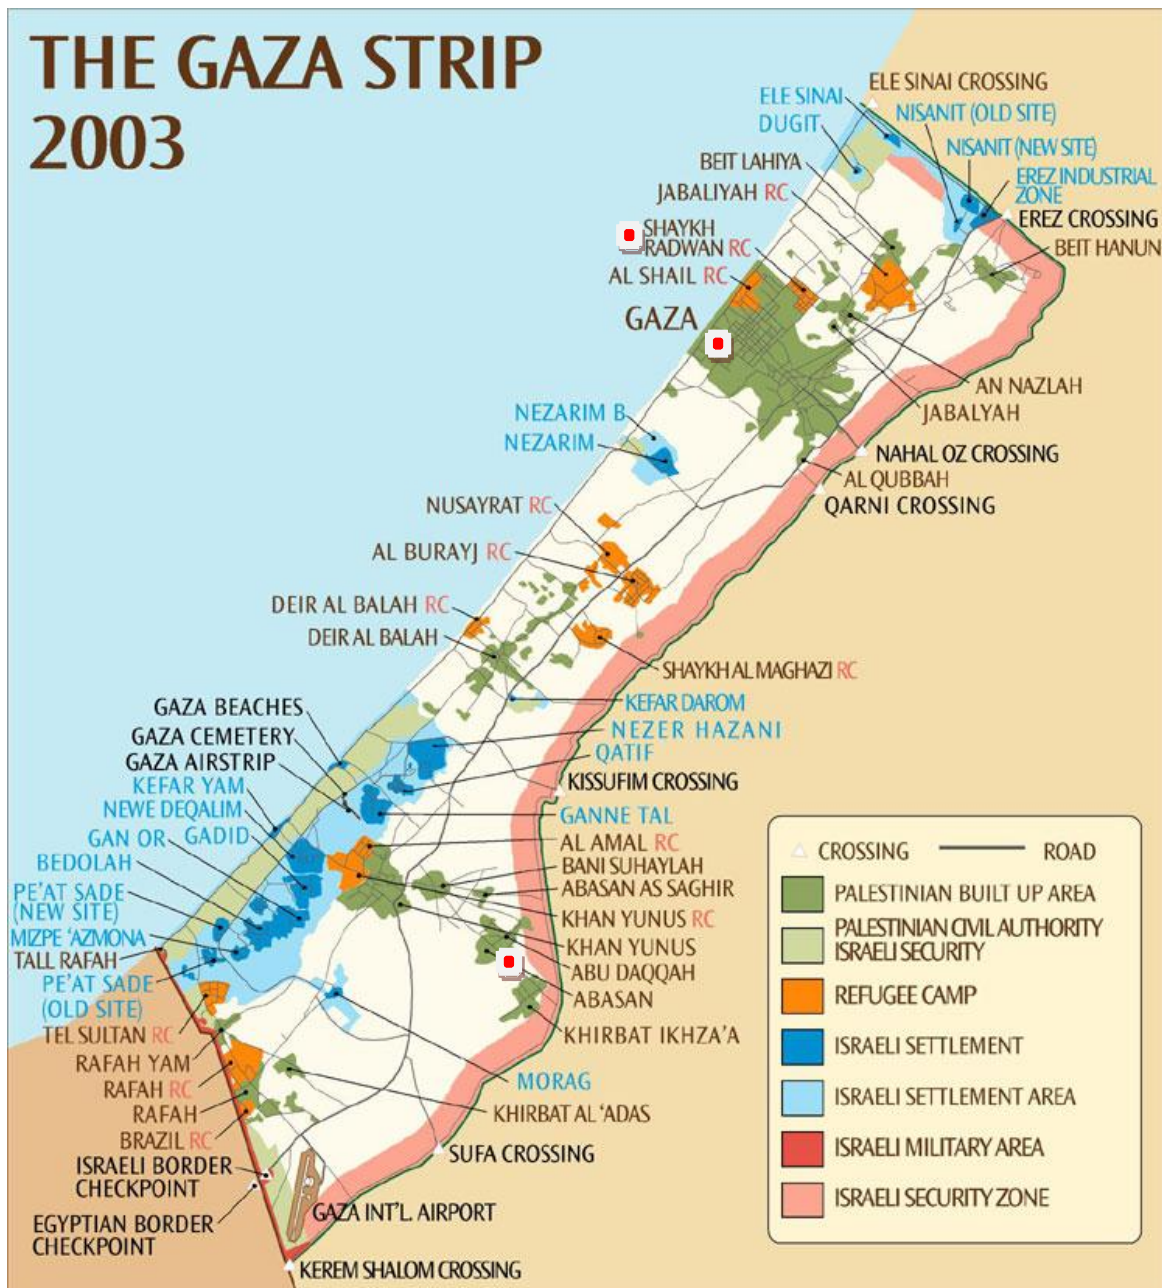 THE GAZA STRIP
2003
ELE SINAI CROSSING
ELE SINAI
NISANIT (OLD SITE)
DUGIT
NISANIT (NEW SITE)
BEIT LAHIYA
EREZ INDUSTRIAL
ZONE
JABALIYAH RC
EREZ CROSSING
SHAYKH
RADWAN RC
BEIT HANUN
AL SHAIL RC
GAZA
AN NAZLAH
JABALYAH
NEZARIM B
NEZARIM
NAHAL OZ CROSSING
AL QUBBAH
QARNI CROSSING
NUSAYRAT RC
AL BURAYJ RC
DEIR AL BALAH RC
DEIR AL BALAH
SHAYKH AL MAGHAZI RC
KEFAR DAROM
GAZA BEACHES
NEZER HAZANI
GAZA CEMETERY
QATIF
GAZA AIRSTRIP
KISSUFIM CROSSING
KEFAR YAM
NEWE DEQALIM
GANNE TAL
GAN OR
GADID
AL AMAL RC
BEDOLAH
BANI SUHAYLAH
ABASAN AS SAGHIR
PE'AT SADE
(NEW SITE)
KHAN YUNUS RC
MIZPE 'AZMONA
KHAN YUNUS
TALL RAFAH
ABU DAQQAH
PE'AT SADE
(OLD SITE)
ABASAN
TEL SULTAN RC
KHIRBAT IKHZA'A
RAFAH YAM
MORAG
RAFAH RC
RAFAH
KHIRBAT AL 'ADAS
BRAZIL RC
SUFA CROSSING
ISRAELI BORDER
CHECKPOINT
GAZA INT'L. AIRPORT
EGYPTIAN BORDER
CHECKPOINT
KEREM SHALOM CROSSING
CROSSING
ROAD
PALESTINIAN BUILT UP AREA
PALESTINIAN CIVIL AUTHORITY
ISRAELI SECURITY
REFUGEE CAMP
ISRAELI SETTLEMENT
ISRAELI SETTLEMENT AREA
ISRAELI MILITARY AREA
ISRAELI SECURITY ZONE